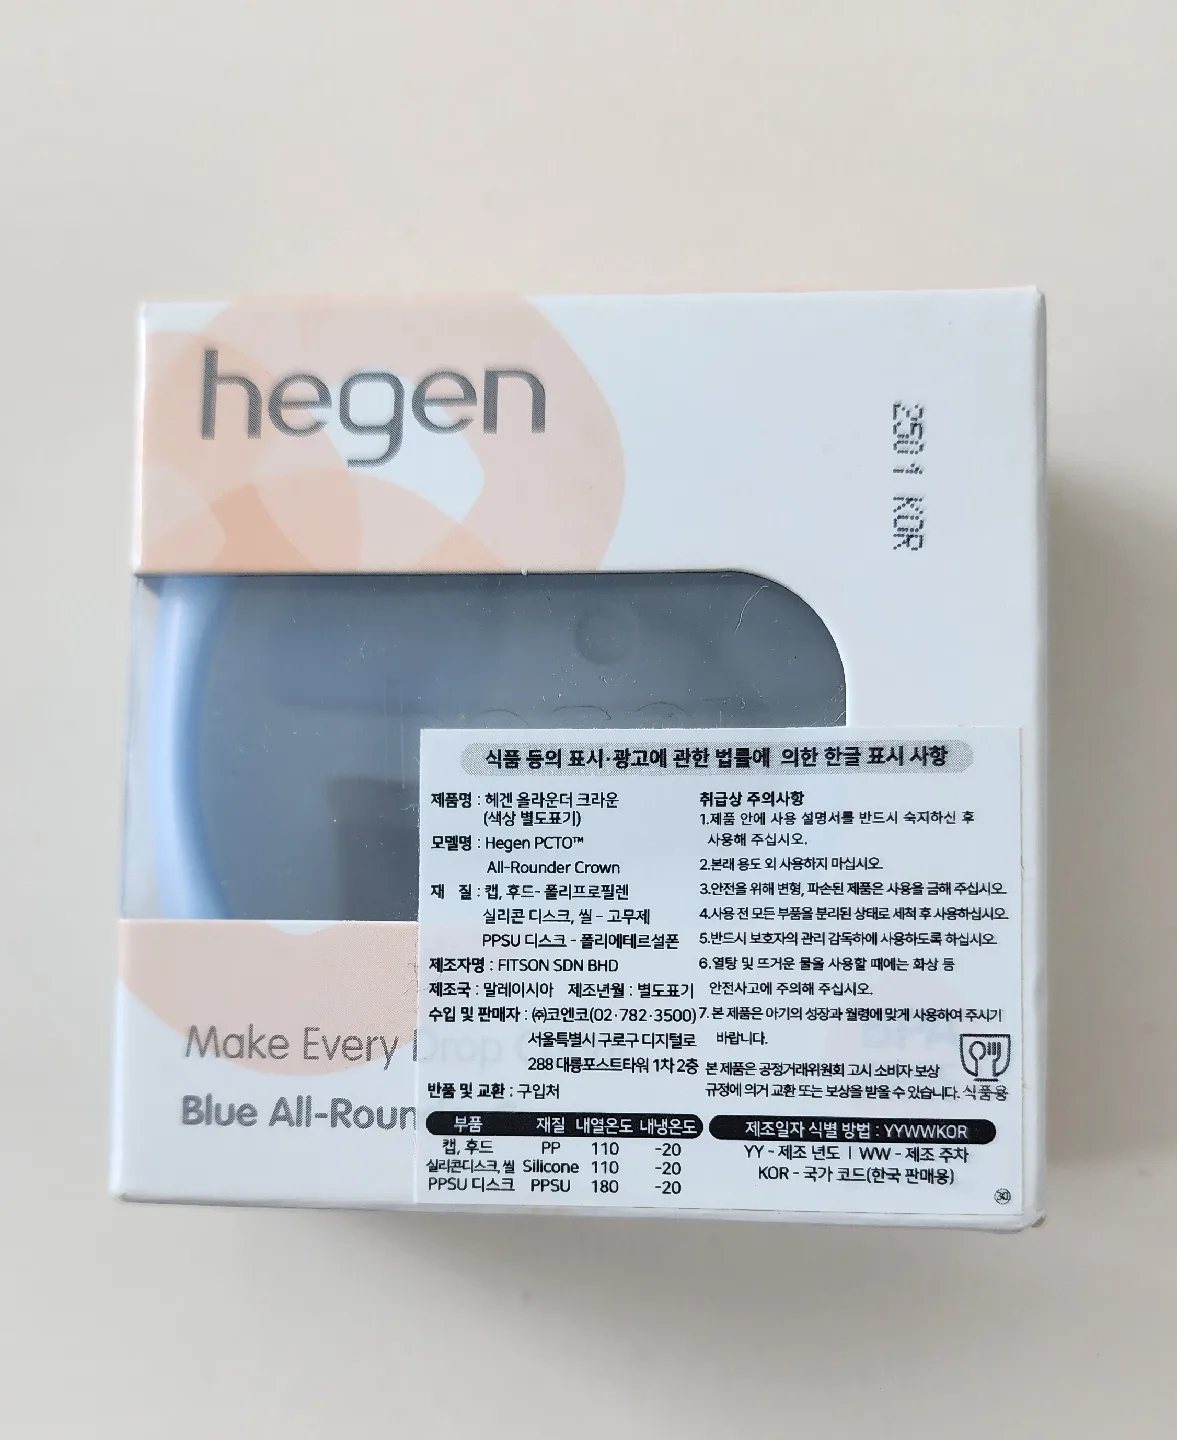 hegen
2501 KOR
식품 등의 표시·광고에 관한 법률에 의한 한글 표시 사항
제품명 : 헤겐 올라운더 크라운
(색상 별도표기)
모델명 : Hegen PCTO™
All-Rounder Crown
재 질 : 캡, 후드- 폴리프로필렌
실리콘 디스크, 씰 - 고무제
PPSU 디스크 - 폴리에테르설폰
제조자명 : FITSON SDN BHD
제조국 : 말레이시아 제조년월 : 별도표기
수입 및 판매자 : ㈜코엔코(02·782·3500)
서울특별시 구로구 디지털로
288 대륭포스트타워 1차 2층
반품 및 교환 : 구입처
취급상 주의사항
1.제품 안에 사용 설명서를 반드시 숙지하신 후
사용해 주십시오.
2.본래 용도 외 사용하지 마십시오.
3.안전을 위해 변형, 파손된 제품은 사용을 금해 주십시오.
4.사용 전 모든 부품을 분리된 상태로 세척 후 사용하십시오.
5.반드시 보호자의 관리 감독하에 사용하도록 하십시오.
6.열탕 및 뜨거운 물을 사용할 때에는 화상 등
안전사고에 주의해 주십시오.
7. 본 제품은 아기의 성장과 월령에 맞게 사용하여 주시기
바랍니다.
본 제품은 공정거래위원회 고시 소비자 보상
규정에 의거 교환 또는 보상을 받을 수 있습니다.
식품용
부품 재질 내열온도 내냉온도
캡, 후드 PP 110 -20
실리콘디스크, 씰 Silicone 110 -20
PPSU 디스크 PPSU 180 -20
제조일자 식별 방법 : YYWWKOR
YY - 제조 년도 | WW - 제조 주차
KOR - 국가 코드(한국 판매용)
Make Every Drop
Blue All-Roun